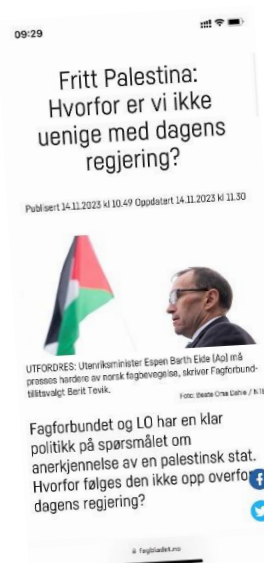 09:29
Fritt Palestina:
Hvorfor er vi ikke
uenige med dagens
regjering?
Publisert 14.11.2023 kl 10.49 Oppdatert 14.11.2023 kl 11.30
UTFORDRES: Utenriksminister Espen Barth Eide (Ap) må
presses hardere av norsk fagbevegelse, skriver Fagforbund-
tillitsvalgt Berit Tevik.
Foto: Beate Oma Dahle / NTB
Fagforbundet og LO har en klar
politikk på spørsmålet om
anerkjennelse av en palestinsk stat.
Hvorfor følges den ikke opp overfor
dagens regjering?
fagbladet.no